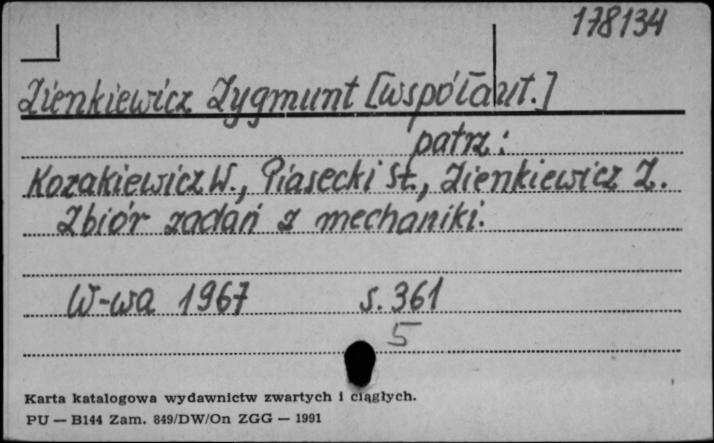 178134
Zienkiewicz Zygmunt [współaut.]
patrz:
Kozakiewicz W., Piasecki St., Zienkiewicz Z.
Zbiór zadań z mechaniki.
W-wa 1967 s. 361
5
Karta katalogowa wydawnictw zwartych i ciągłych.
PU — B144 Zam. 849/DW/On ZGG — 1991